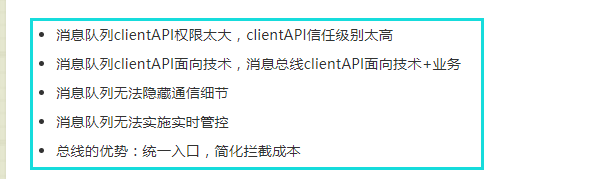 消息队列clientAPI权限太大，clientAPI信任级别太高
消息队列clientAPI面向技术，消息总线clientAPI面向技术+业务
消息队列无法隐藏通信细节
消息队列无法实施实时管控
总线的优势：统一入口，简化拦截成本